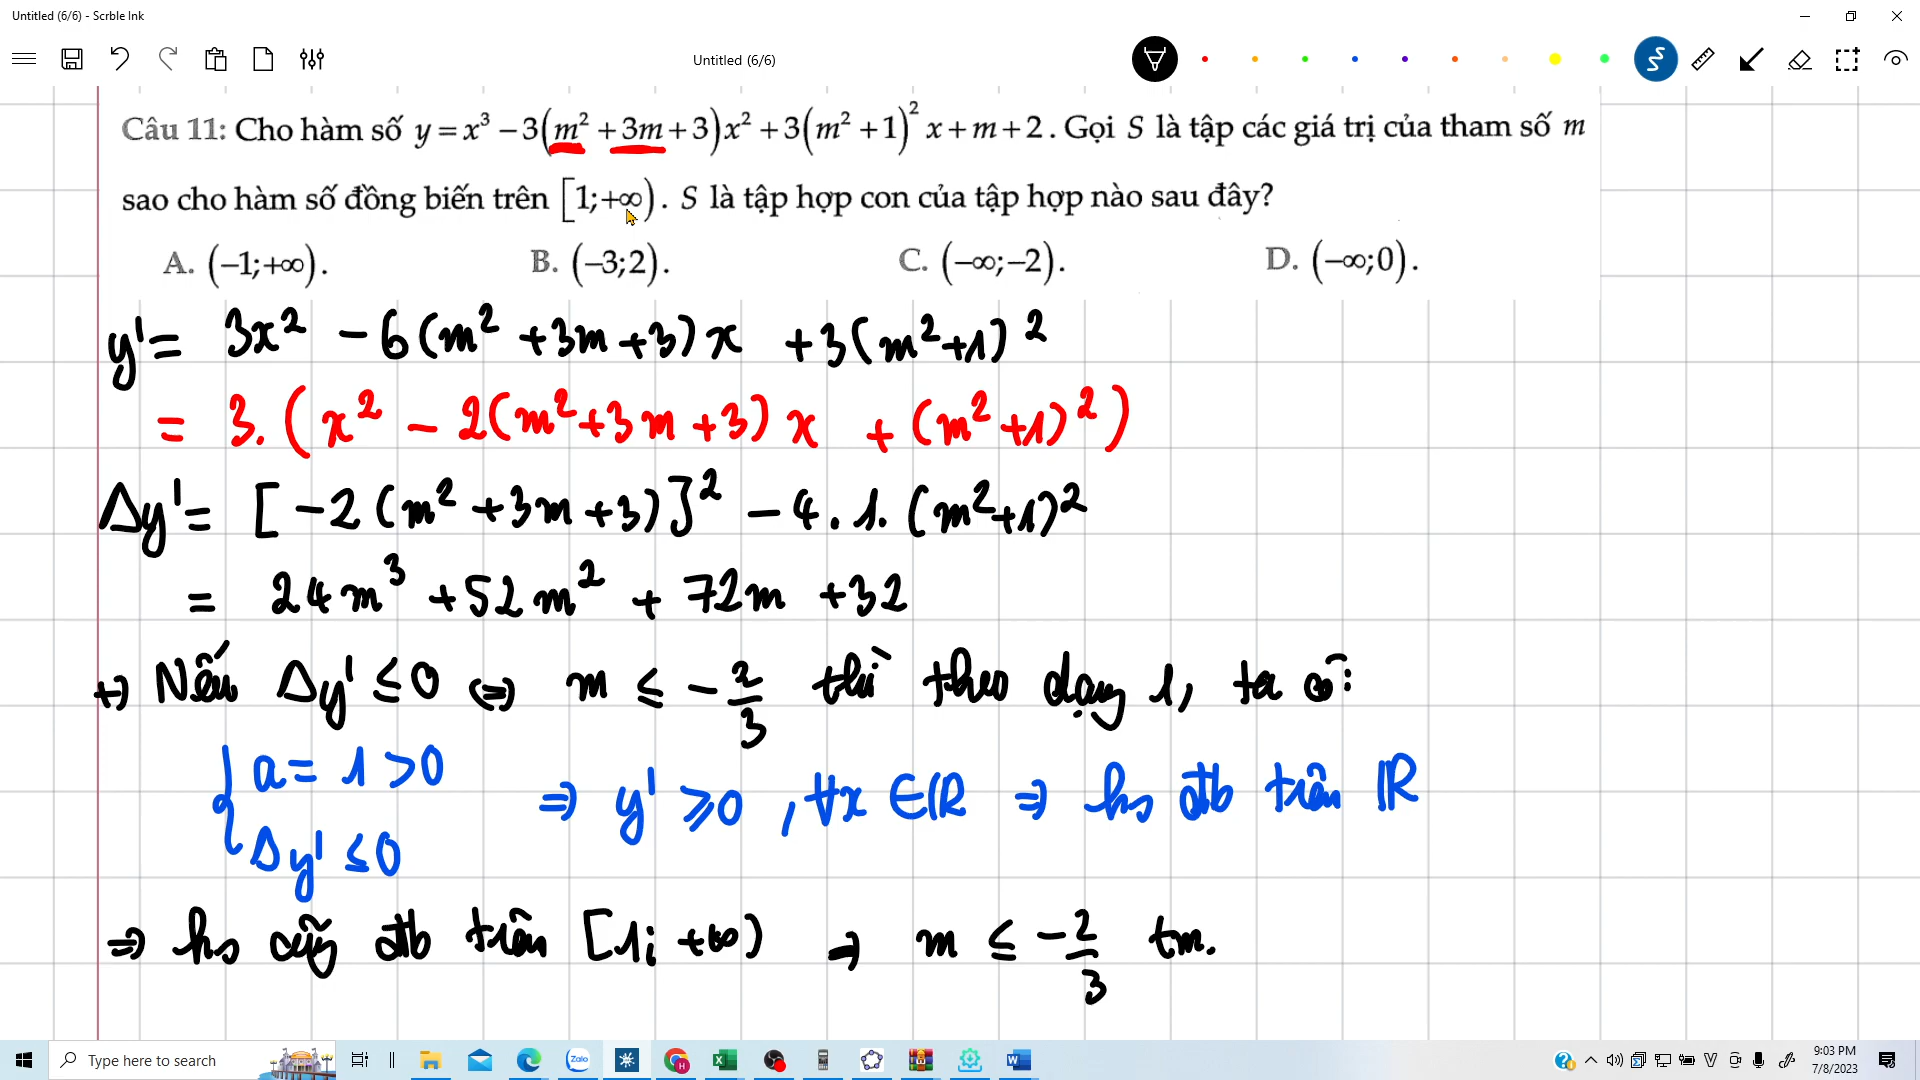 Untitled (6/6) - Scrble Ink
Untitled (6/6)
Câu 11: Cho hàm số y = x³ − 3(m² + 3m + 3)x² + 3(m² + 1)² x + m + 2. Gọi S là tập các giá trị của tham số m
sao cho hàm số đồng biến trên [1;+∞). S là tập hợp con của tập hợp nào sau đây?
A. (−1;+∞). B. (−3;2). C. (−∞;−2). D. (−∞;0).
y' = 3x² − 6(m² + 3m + 3)x + 3(m² + 1)²
= 3.(x² − 2(m² + 3m + 3)x + (m² + 1)²)
Δy' = [−2(m² + 3m + 3)]² − 4.1.(m² + 1)²
= 24m³ + 52m² + 72m + 32
+) Nếu Δy' ≤ 0 ⇔ m ≤ −2/3 thì theo dạng 1, ta có:
{ a = 1 > 0
Δy' ≤ 0 ⇒ y' ≥ 0, ∀x ∈ ℝ ⇒ hs đb trên ℝ
⇒ hs cũng đb trên [1; +∞) ⇒ m ≤ −2/3 tm.
Type here to search
Zalo
9:03 PM
7/8/2023